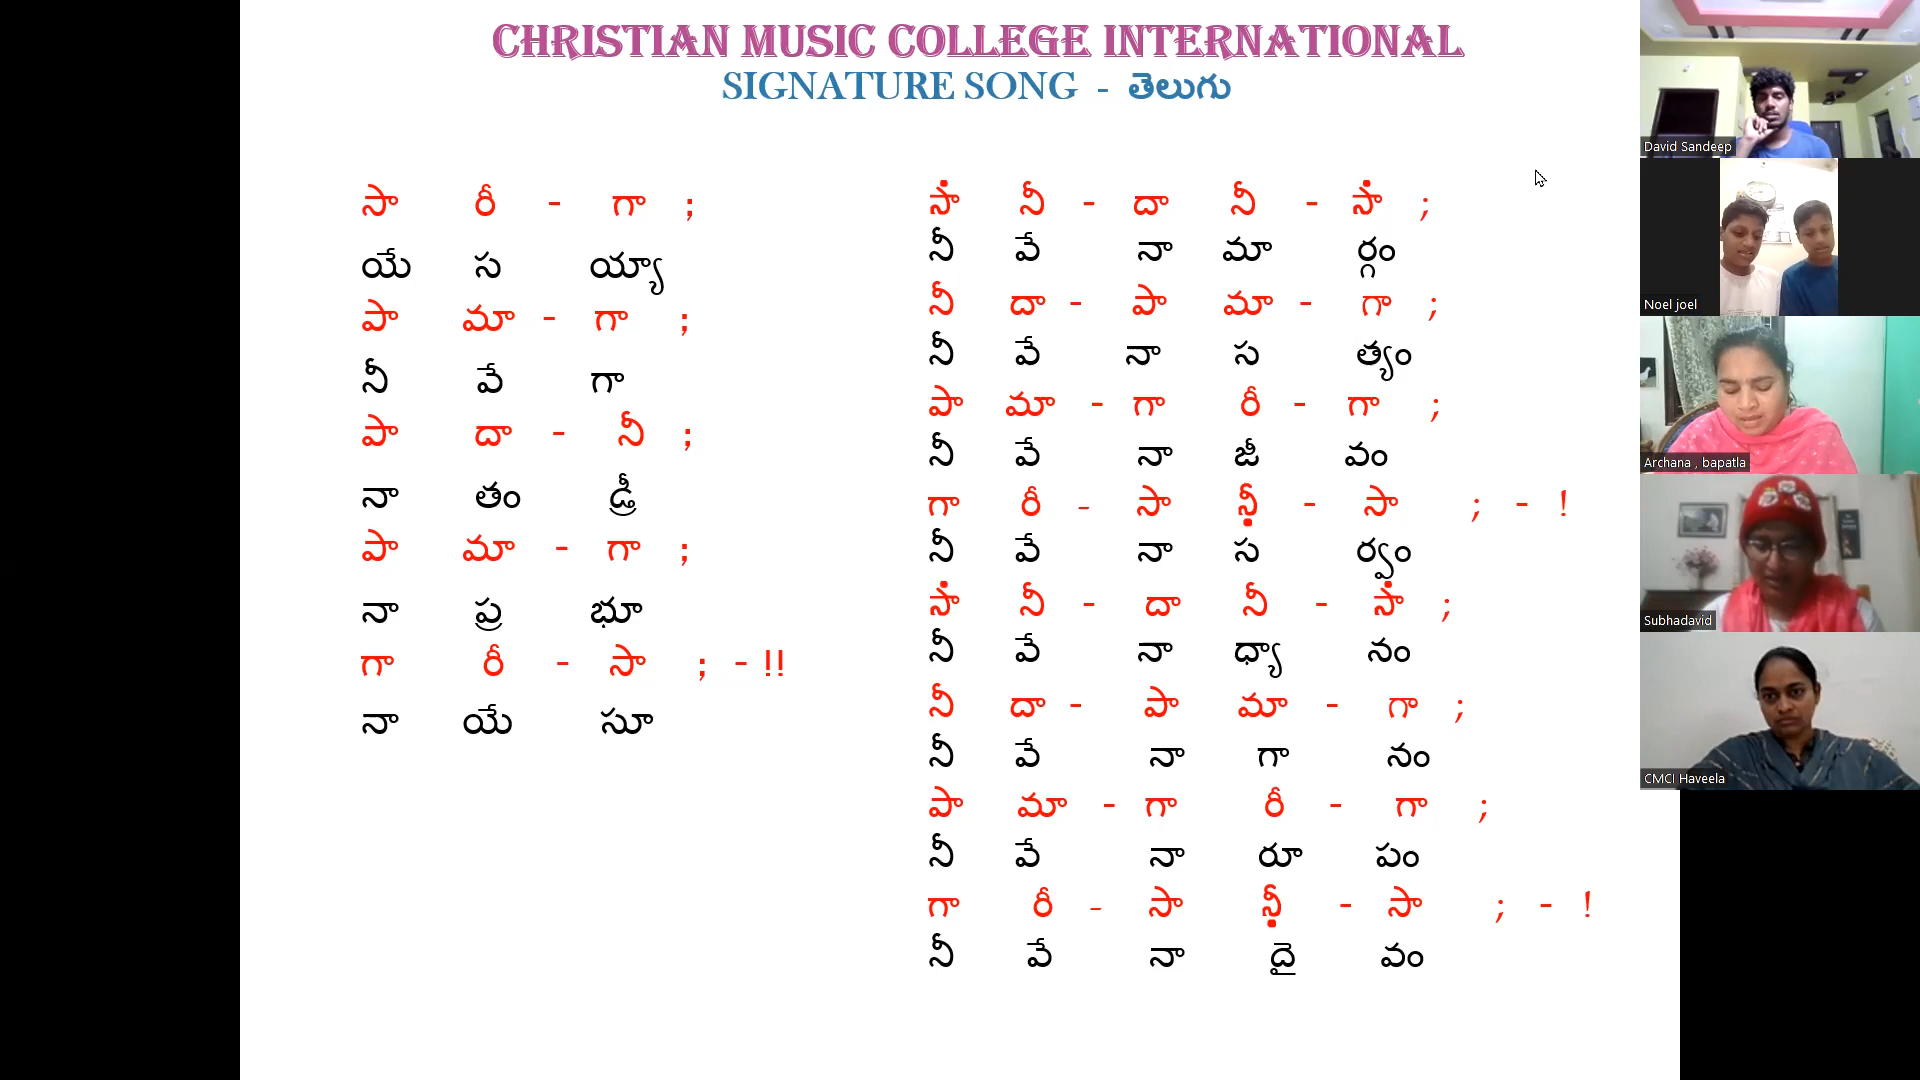 CHRISTIAN MUSIC COLLEGE INTERNATIONAL
SIGNATURE SONG - తెలుగు
సా రీ - గా ;
యే స య్యా
పా మా - గా ;
నీ వే గా
పా దా - నీ ;
నా తం డ్రీ
పా మా - గా ;
నా ప్ర భూ
గా రీ - సా ; - !!
నా యే సూ
సా̇ నీ - దా నీ - సా̇ ;
నీ వే నా మా ర్గం
నీ దా - పా మా - గా ;
నీ వే నా స త్యం
పా మా - గా రీ - గా ;
నీ వే నా జీ వం
గా రీ - సా నీ̣ - సా ; - !
నీ వే నా స ర్వం
సా̇ నీ - దా నీ - సా̇ ;
నీ వే నా ధ్యా నం
నీ దా - పా మా - గా ;
నీ వే నా గా నం
పా మా - గా రీ - గా ;
నీ వే నా రూ పం
గా రీ - సా నీ̣ - సా ; - !
నీ వే నా దై వం
David Sandeep
Noel joel
Archana , bapatla
Subhadavid
CMCI Haveela